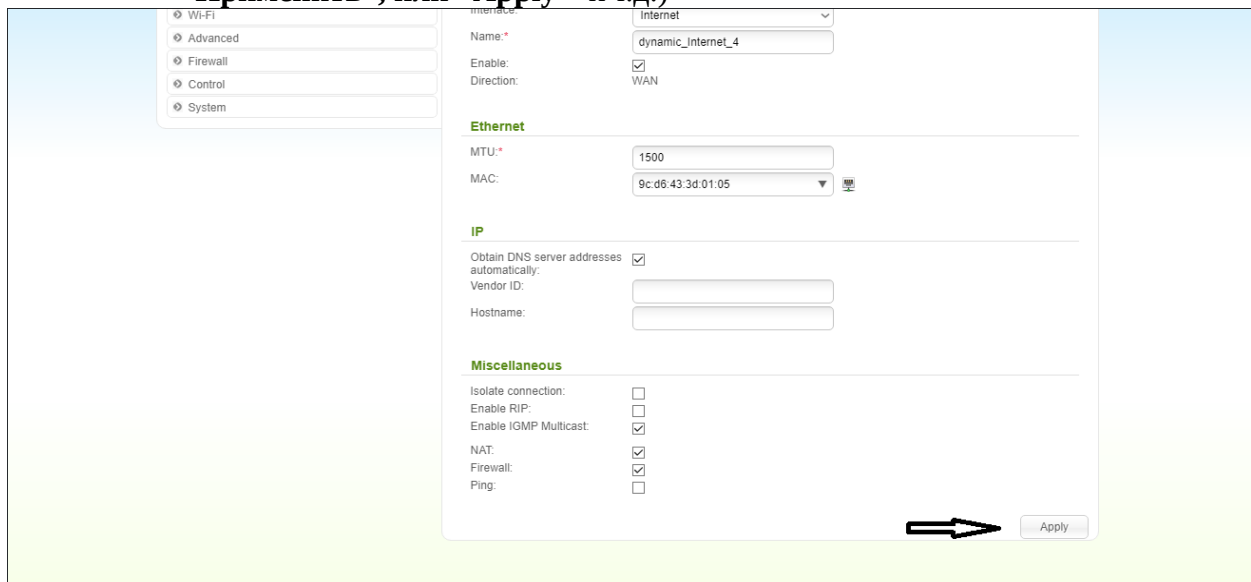 Wi-Fi
Advanced
Firewall
Control
System
Interface:
Internet
Name:*
dynamic_Internet_4
Enable:
Direction:
WAN
Ethernet
MTU:*
1500
MAC:
9c:d6:43:3d:01:05
IP
Obtain DNS server addresses
automatically:
Vendor ID:
Hostname:
Miscellaneous
Isolate connection:
Enable RIP:
Enable IGMP Multicast:
NAT:
Firewall:
Ping:
Apply